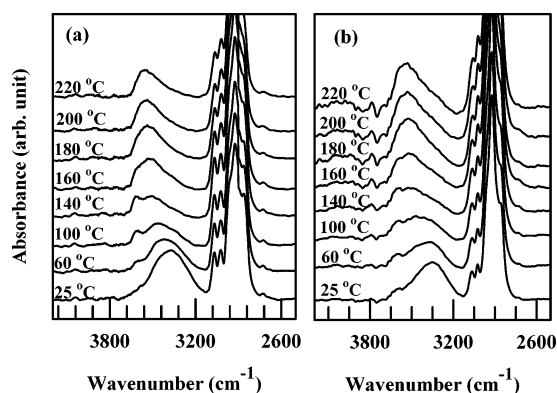 (a)
220 °C
200 °C
180 °C
160 °C
140 °C
100 °C
60 °C
25 °C
3800 3200 2600
Wavenumber (cm⁻¹)
Absorbance (arb. unit)
(b)
220 °C
200 °C
180 °C
160 °C
140 °C
100 °C
60 °C
25 °C
3800 3200 2600
Wavenumber (cm⁻¹)